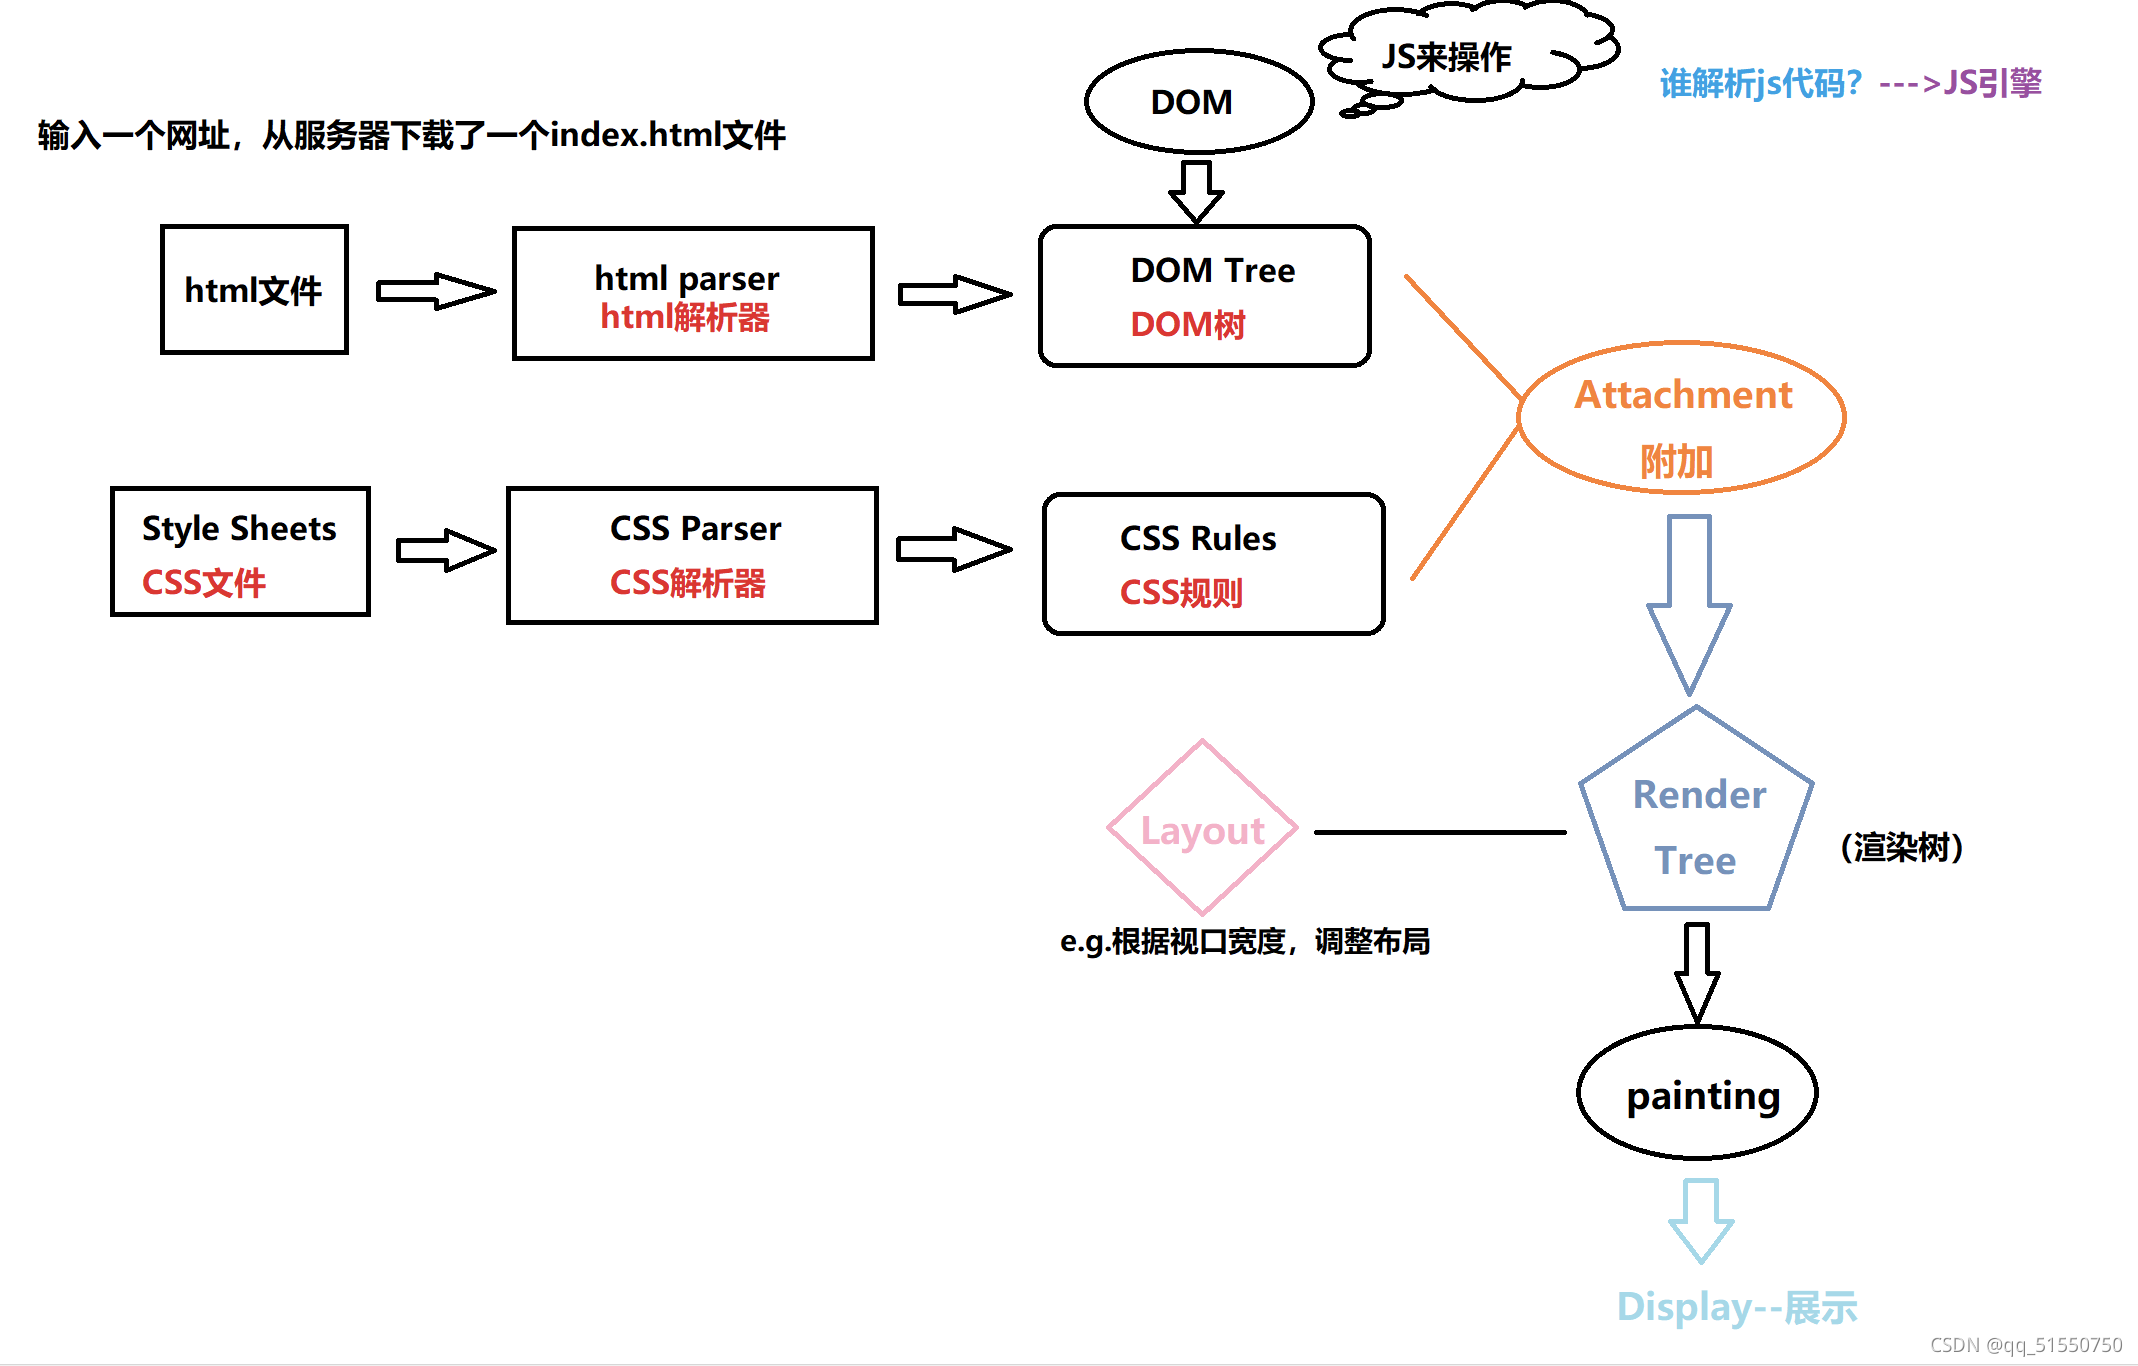 JS来操作
DOM
谁解析js代码？--->JS引擎
输入一个网址，从服务器下载了一个index.html文件
html文件
html parser
html解析器
DOM Tree
DOM树
Attachment
附加
Style Sheets
CSS文件
CSS Parser
CSS解析器
CSS Rules
CSS规则
Layout
e.g.根据视口宽度，调整布局
Render
Tree
（渲染树）
painting
Display--展示
CSDN @qq_51550750